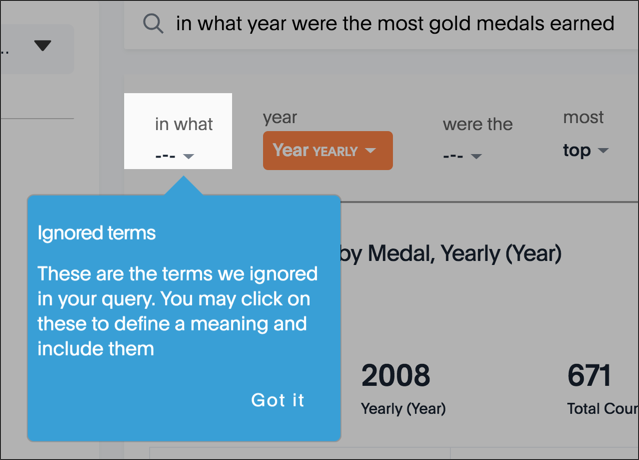 ..
in what year were the most gold medals earned
in what
year
were the
most
---
Year YEARLY
---
top
Ignored terms
These are the terms we ignored
in your query. You may click on
these to define a meaning and
include them
Got it
by Medal, Yearly (Year)
2008
671
Yearly (Year)
Total Cour